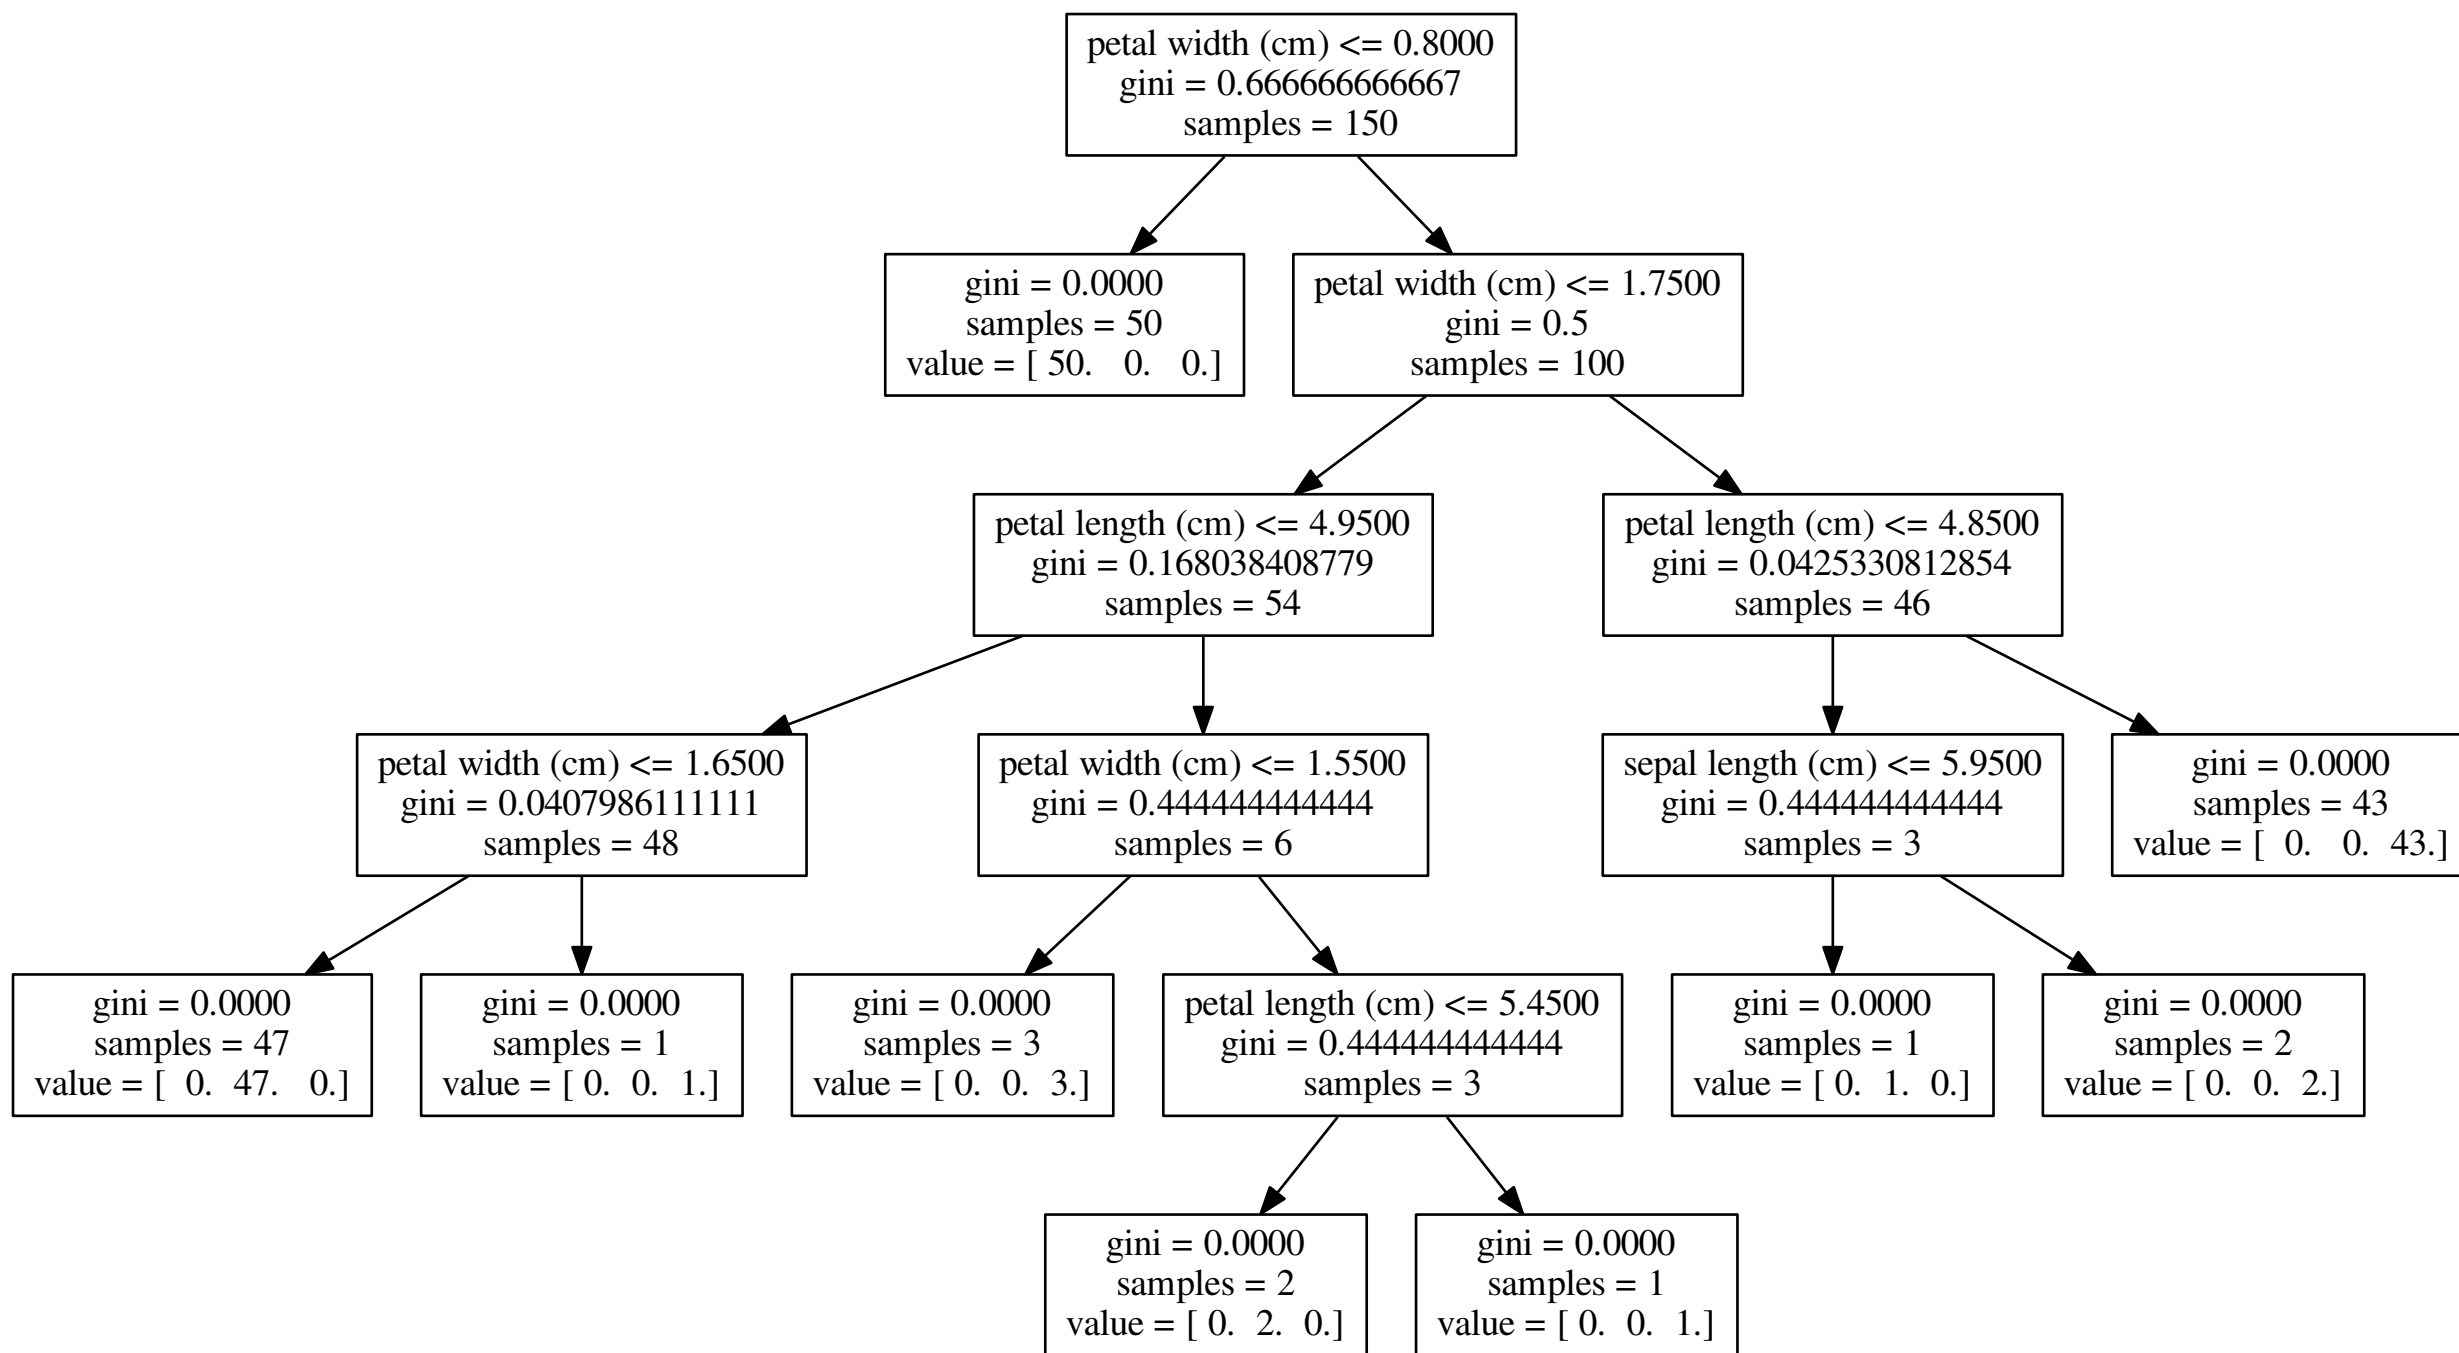 petal width (cm) <= 0.8000
gini = 0.666666666667
samples = 150
gini = 0.0000
samples = 50
value = [ 50. 0. 0.]
petal width (cm) <= 1.7500
gini = 0.5
samples = 100
petal length (cm) <= 4.9500
gini = 0.168038408779
samples = 54
petal length (cm) <= 4.8500
gini = 0.0425330812854
samples = 46
petal width (cm) <= 1.6500
gini = 0.0407986111111
samples = 48
petal width (cm) <= 1.5500
gini = 0.444444444444
samples = 6
sepal length (cm) <= 5.9500
gini = 0.444444444444
samples = 3
gini = 0.0000
samples = 43
value = [ 0. 0. 43.]
gini = 0.0000
samples = 47
value = [ 0. 47. 0.]
gini = 0.0000
samples = 1
value = [ 0. 0. 1.]
gini = 0.0000
samples = 3
value = [ 0. 0. 3.]
petal length (cm) <= 5.4500
gini = 0.444444444444
samples = 3
gini = 0.0000
samples = 1
value = [ 0. 1. 0.]
gini = 0.0000
samples = 2
value = [ 0. 0. 2.]
gini = 0.0000
samples = 2
value = [ 0. 2. 0.]
gini = 0.0000
samples = 1
value = [ 0. 0. 1.]